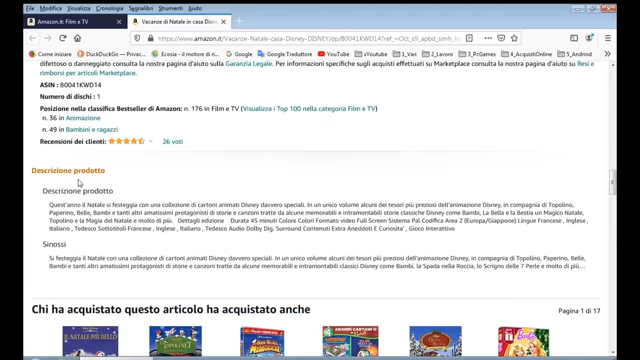 File Modifica Visualizza Cronologia Segnalibri Strumenti Aiuto
Amazon.it: Film e TV
Vacanze di Natale in casa Disn
https://www.amazon.it/Vacanze-Natale-casa-Disney-DISNEY/dp/B0041KWD14?ref_=Oct_s9_apbd_simh_h
Come iniziare DuckDuckGo — l'Ecosia - il motore di YouTube 2_Lavoro 3_PcGames 4_AcquistiOnline 5_Android
difettoso o danneggiato consulta la nostra pagina d'aiuto su Garanzia Legale. Per informazioni specifiche sugli acquisti effettuati su Marketplace consulta la nostra pagina d'aiuto su Resi e
rimborsi per articoli Marketplace.
ASIN : B0041KWD14
Numero di dischi : 1
Posizione nella classifica Bestseller di Amazon: n. 176 in Film e TV (Visualizza i Top 100 nella categoria Film e TV)
n. 36 in Animazione
n. 49 in Bambini e ragazzi
Recensioni dei clienti: 26 voti
Descrizione prodotto
Descrizione prodotto
Quest'anno il Natale si festeggia con una collezione di cartoni animati Disney davvero speciali. In un unico volume alcuni dei tesori più preziosi dell'animazione Disney, in compagnia di Topolino,
Paperino, Belle, Bambi e tanti altri amatissimi protagonisti di storie e canzoni tratte da alcune memorabili e intramontabili storie classiche Disney come Bambi, La Bella e la Bestia un Magico Natale,
Topolino e la Magia del Natale e molto di più. Dettagli edizione Durata 45 minuti Colore Colori Formato video Full Screen Sistema Pal Codifica Area 2 (Europa/Giappone) Lingue Francese , Inglese ,
Italiano , Tedesco Sottotitoli Francese , Inglese , Italiano , Tedesco Audio Dolby Dig. Surround Contenuti Extra Aneddoti E Curiosita' , Gioco Interattivo
Sinossi
Si festeggia il Natale con una collezione di cartoni animati Disney davvero speciali. In un unico volume alcuni dei tesori più preziosi dell'animazione Disney, in compagnia di Topolino, Paperino, Belle,
Bambi e tanti altri amatissimi protagonisti di storie e canzoni tratte da alcune memorabili e intramontabili classici Disney come Bambi, la Spada nella Roccia, lo Scrigno delle 7 Perle e molto di più...
Chi ha acquistato questo articolo ha acquistato anche
Pagina 1 di 17
IL NATALE PIÙ BELLO
TOPOLINO
Barbie